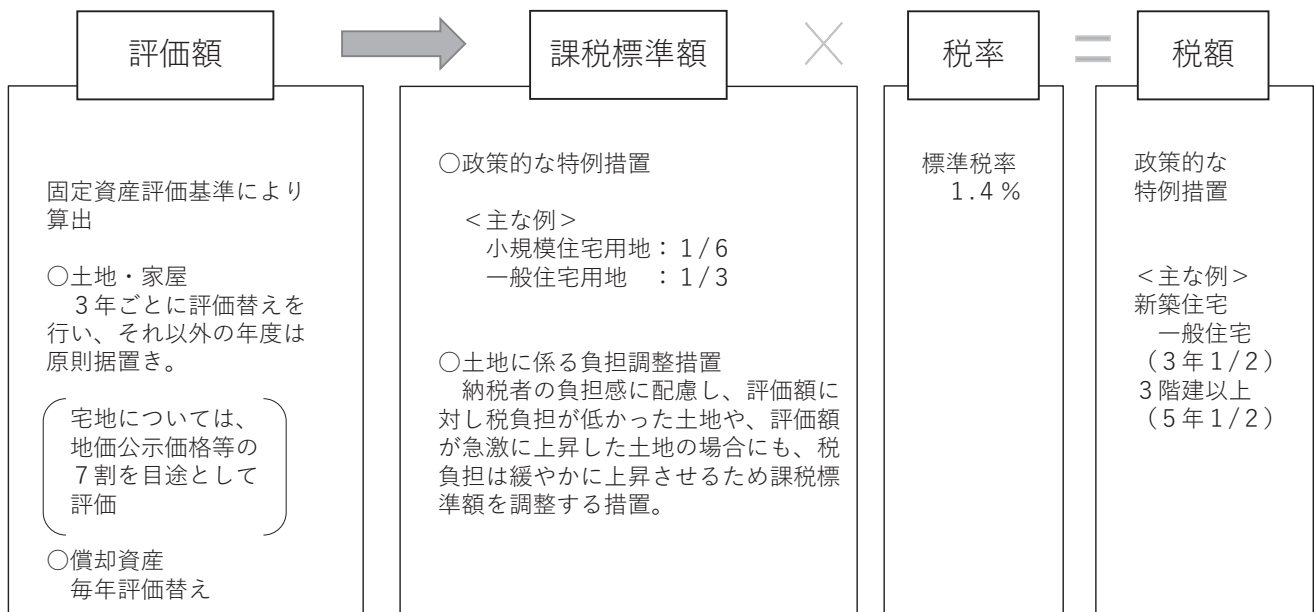 評価額
課税標準額
×
税率
=
税額
固定資産評価基準により
算出
○土地・家屋
　３年ごとに評価替えを
行い、それ以外の年度は
原則据置き。
宅地については、
地価公示価格等の
７割を目途として
評価
○償却資産
　毎年評価替え
○政策的な特例措置
＜主な例＞
小規模住宅用地：１/６
一般住宅用地　：１/３
○土地に係る負担調整措置
　納税者の負担感に配慮し、評価額に
対し税負担が低かった土地や、評価額
が急激に上昇した土地の場合にも、税
負担は緩やかに上昇させるため課税標
準額を調整する措置。
標準税率
１.４％
政策的な
特例措置
＜主な例＞
新築住宅
　一般住宅
（３年１/２）
３階建以上
（５年１/２）